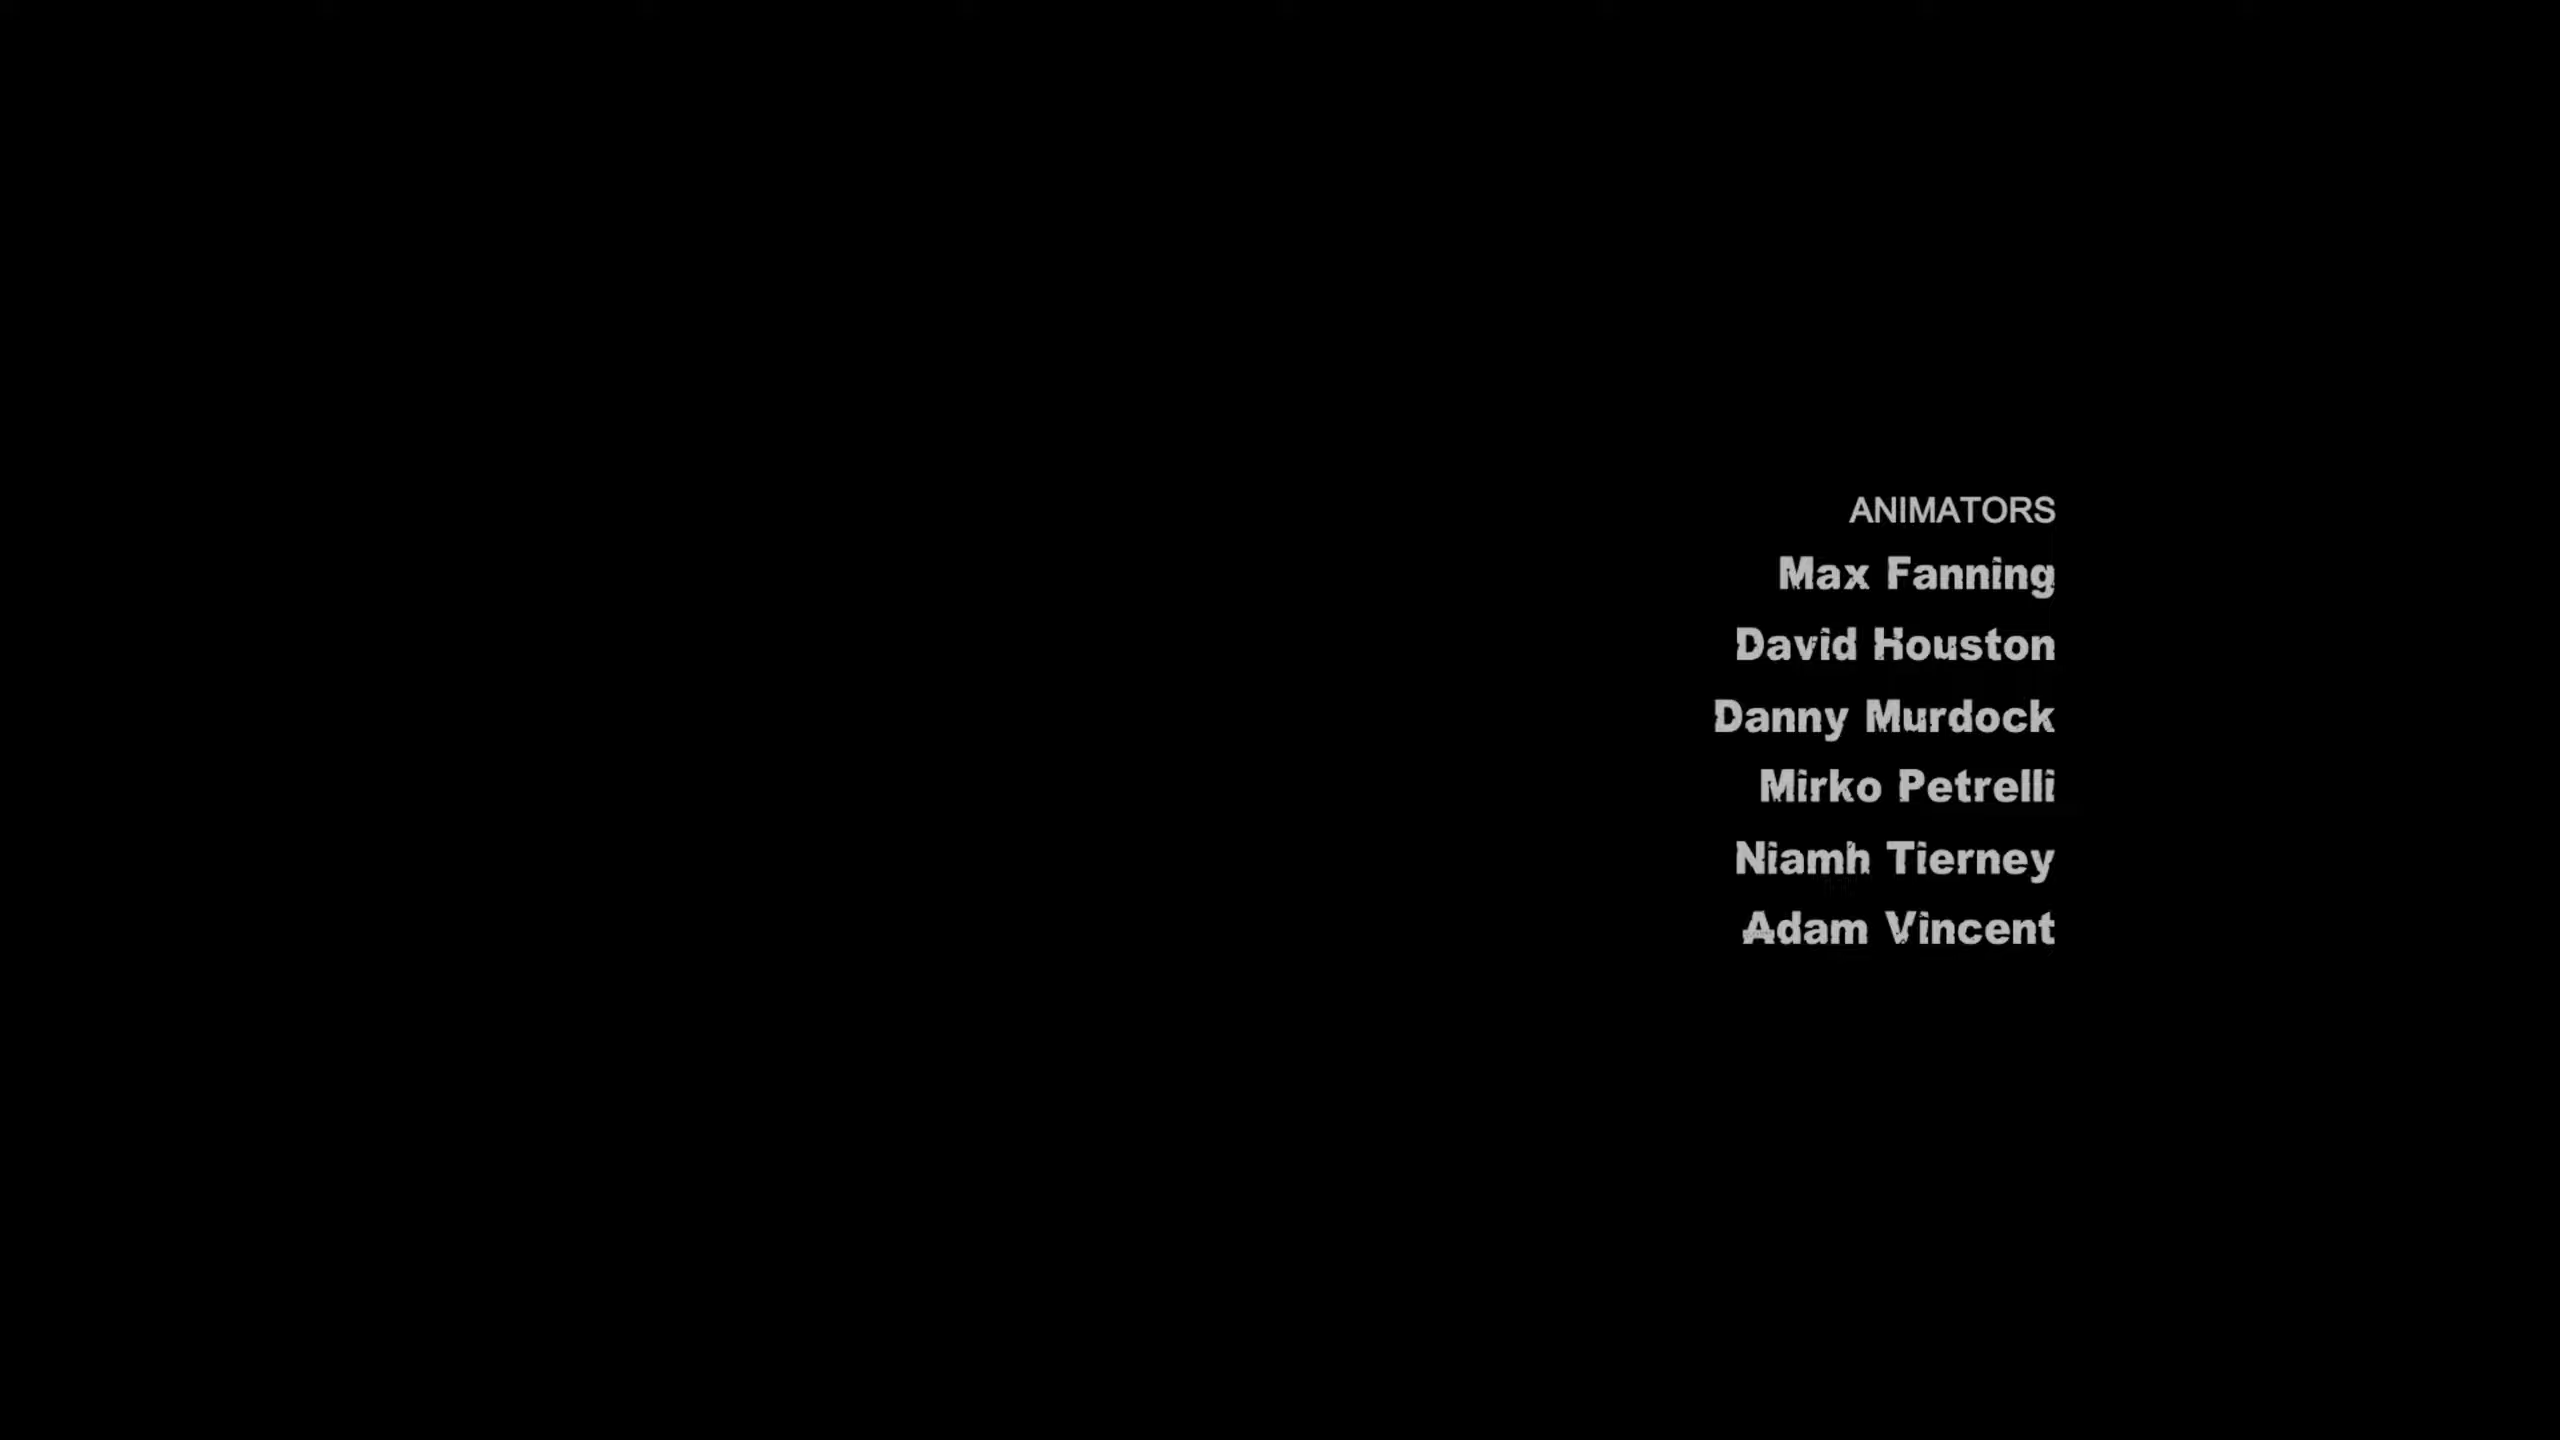 ANIMATORS
Max Fanning
David Houston
Danny Murdock
Mirko Petrelli
Niamh Tierney
Adam Vincent